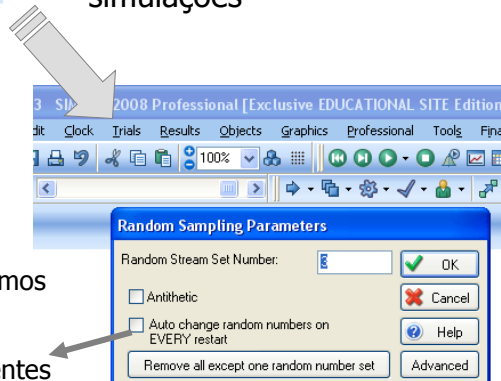 simulações
3 SIM 2008 Professional [Exclusive EDUCATIONAL SITE Edition
dit Clock Trials Results Objects Graphics Professional Tools Fina
100%
Random Sampling Parameters
Random Stream Set Number: 3
OK
Antithetic
Cancel
Auto change random numbers on
EVERY restart
Help
Remove all except one random number set
Advanced
mos
entes